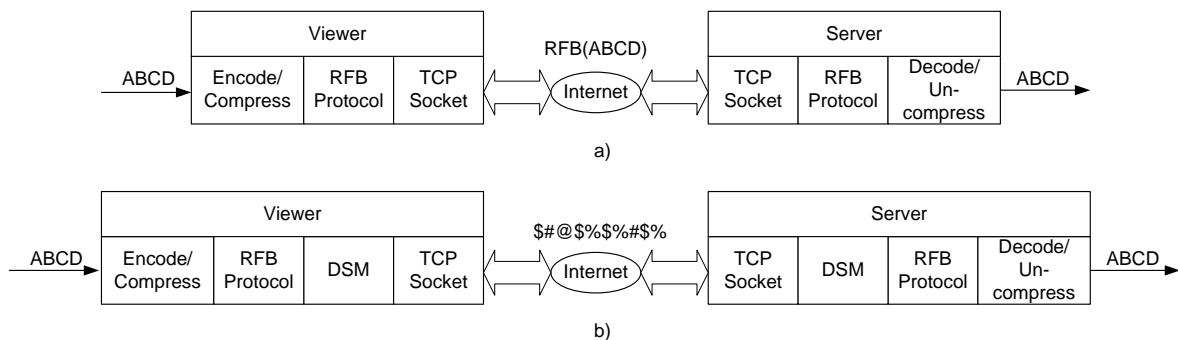 Viewer
Server
RFB(ABCD)
ABCD
Encode/
Compress
RFB
Protocol
TCP
Socket
Internet
TCP
Socket
RFB
Protocol
Decode/
Un-
compress
ABCD
a)
Viewer
Server
$#@$%$%#$%
ABCD
Encode/
Compress
RFB
Protocol
DSM
TCP
Socket
Internet
TCP
Socket
DSM
RFB
Protocol
Decode/
Un-
compress
ABCD
b)